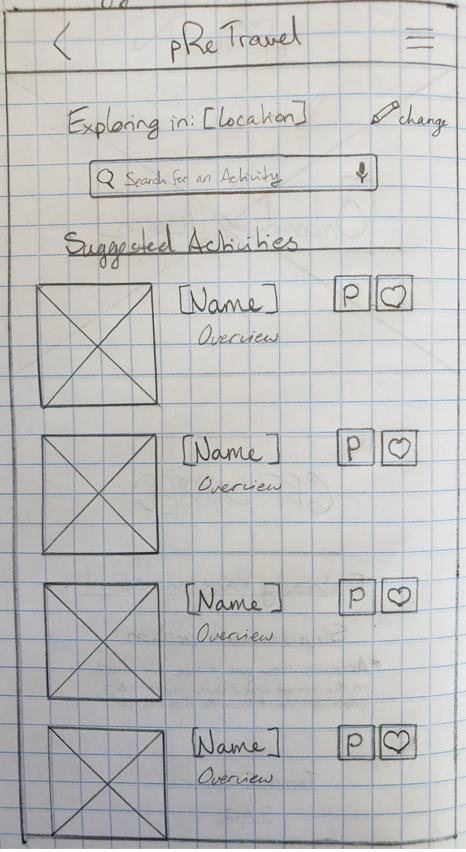 pRe Travel
Exploring in: [Location] change
Search for an Activity
Suggested Activities
[Name] P
Overview
[Name] P
Overview
[Name] P
Overview
[Name] P
Overview